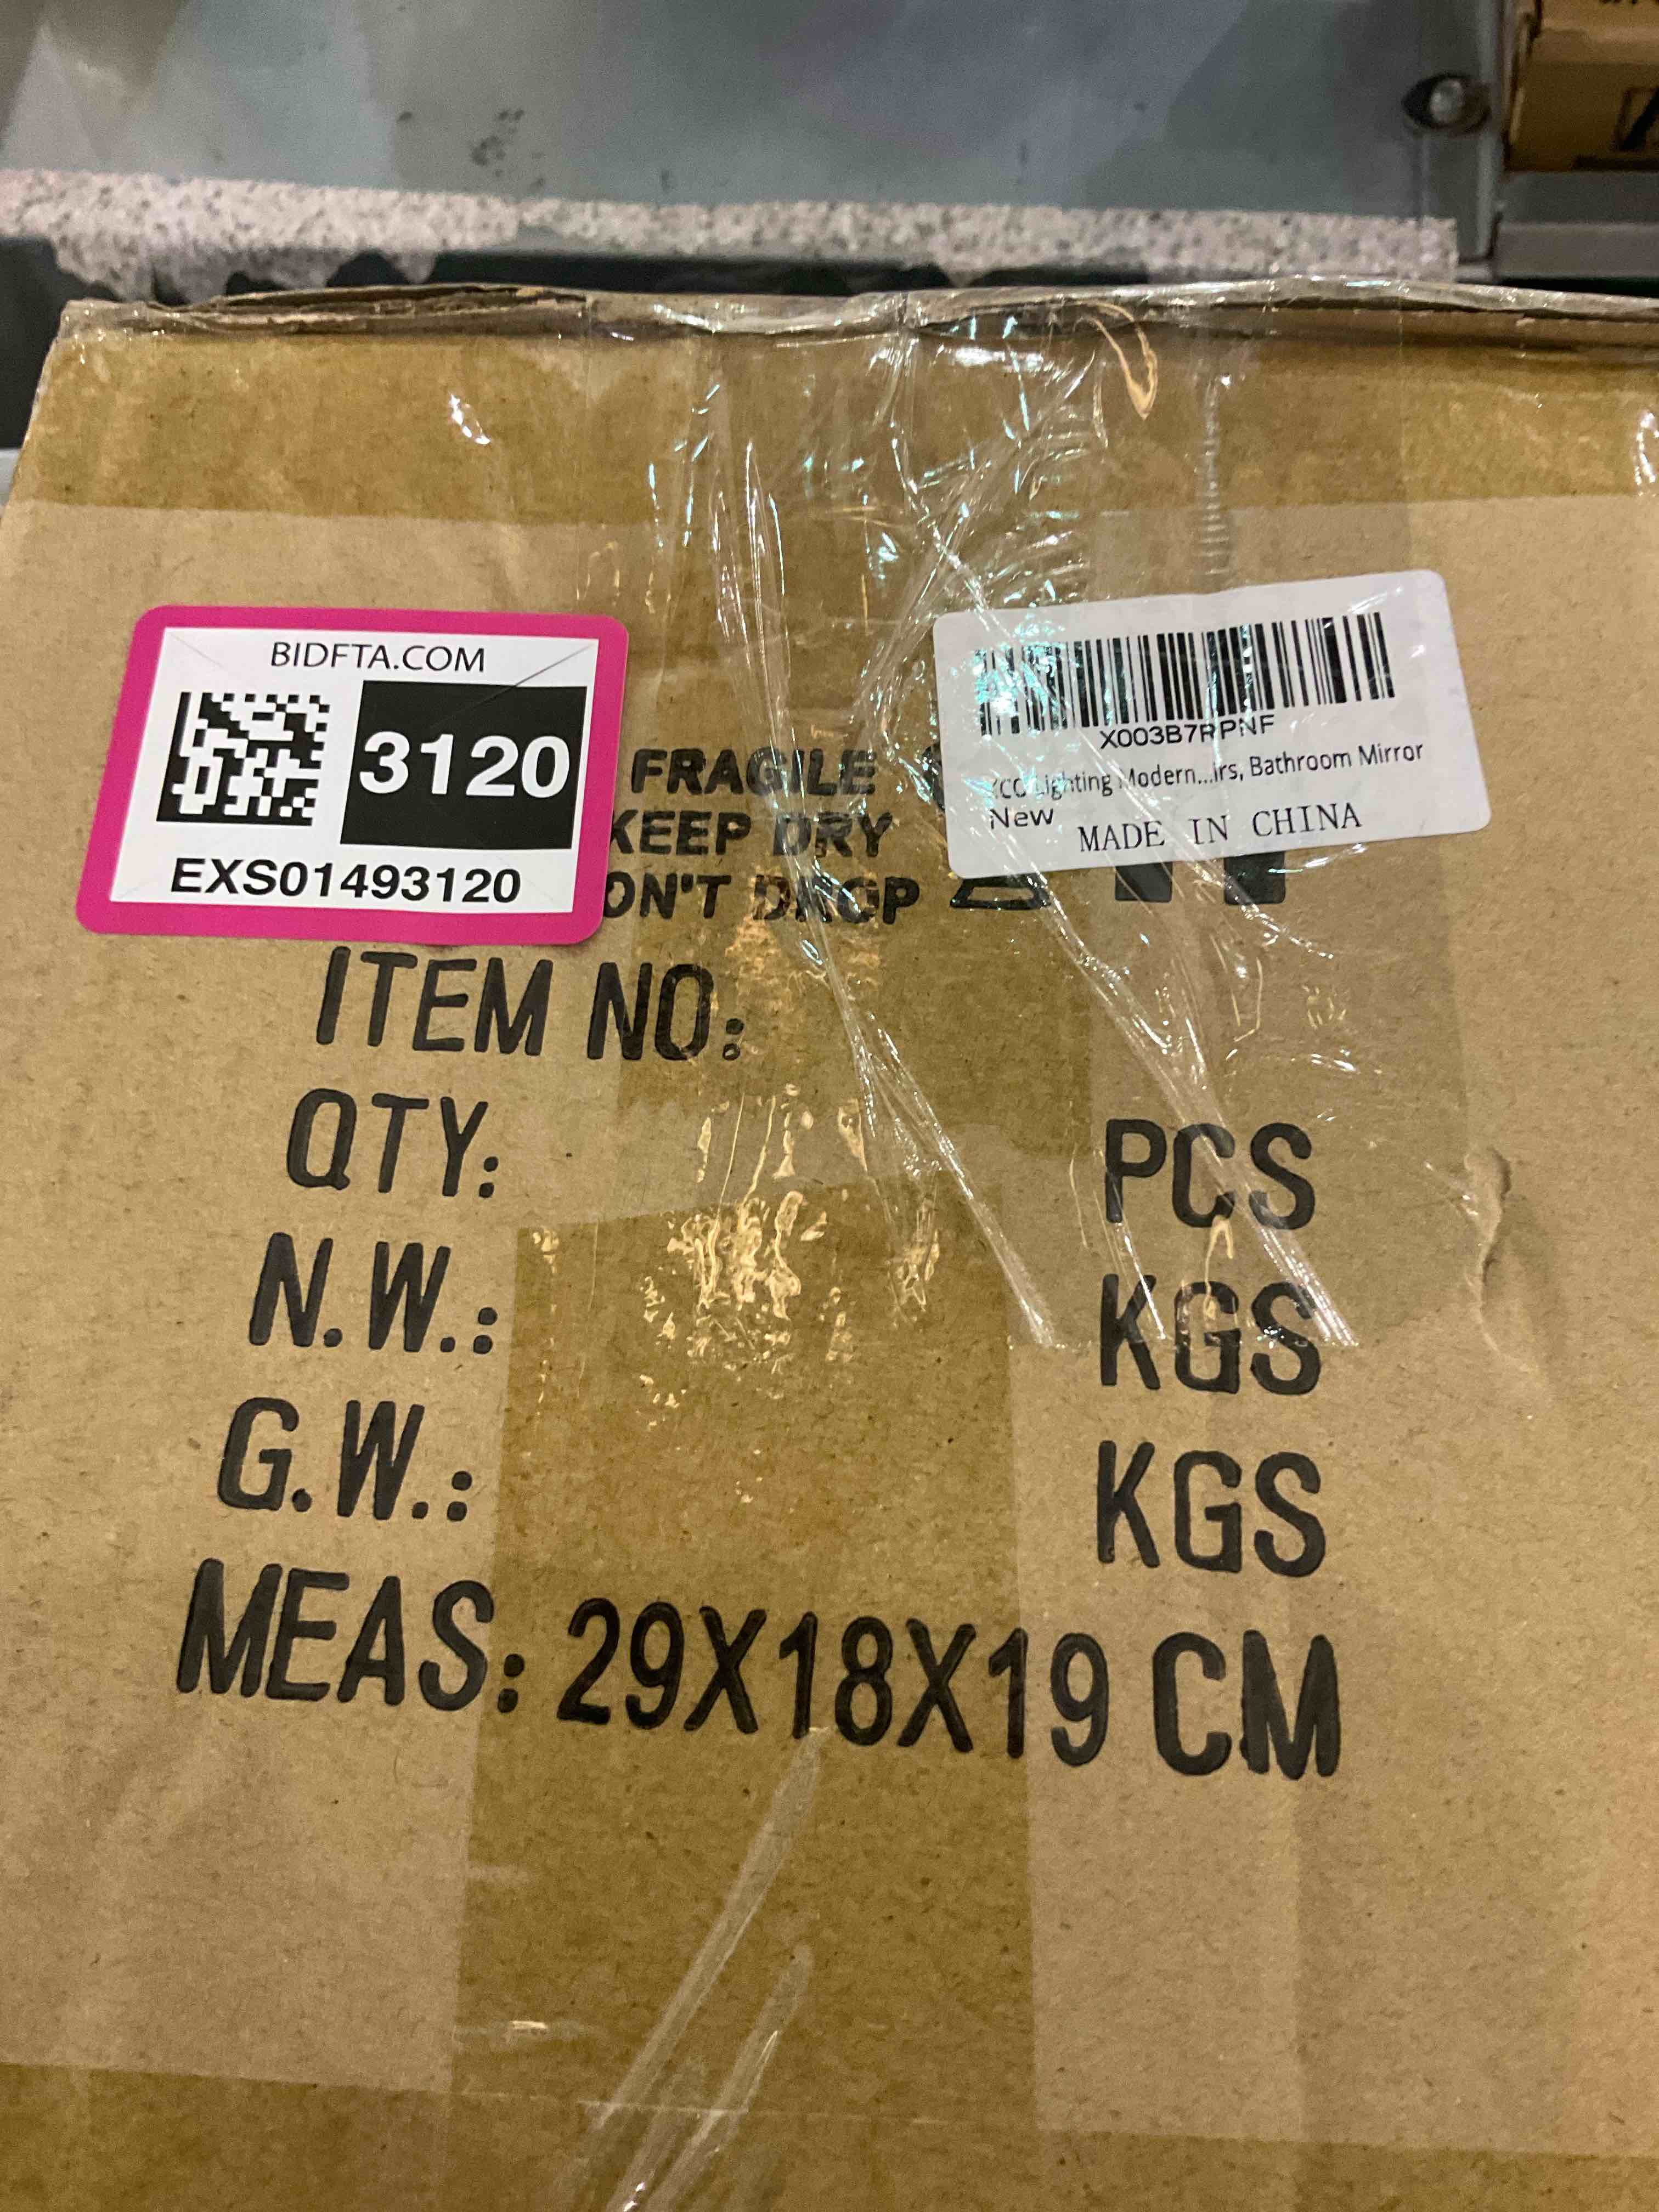 BIDFTA.COM
3120
EXS01493120
X003B7RPNF
Lighting Modern...irs, Bathroom Mirror
New
MADE IN CHINA
FRAGILE
KEEP DRY
ON'T DROP
ITEM NO:
QTY: PCS
N.W.: KGS
G.W.: KGS
MEAS: 29X18X19 CM